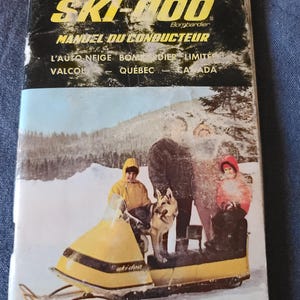 SKI-DOO
Bombardier
MANUEL DU CONDUCTEUR
L'AUTO-NEIGE BOMBARDIER LIMITÉE
VALCOURT — QUÉBEC — CANADA
ski-doo